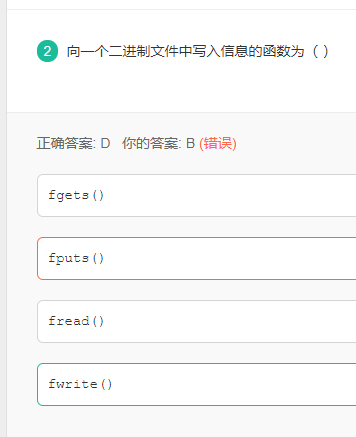 2 向一个二进制文件中写入信息的函数为（ ）
正确答案: D 你的答案: B (错误)
fgets()
fputs()
fread()
fwrite()